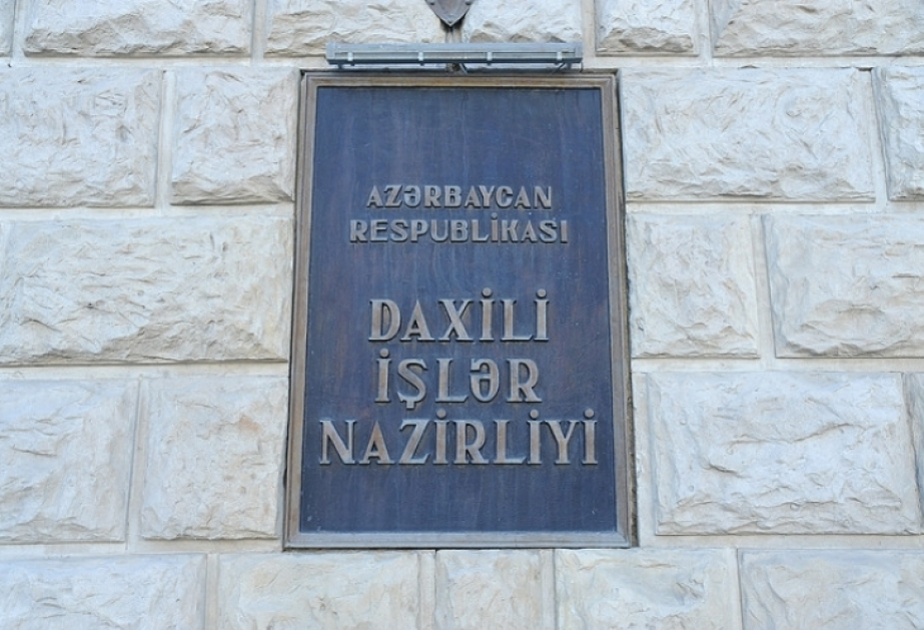 AZƏRBAYCAN
RESPUBLİKASI
DAXİLİ
İŞLƏR
NAZİRLİYİ